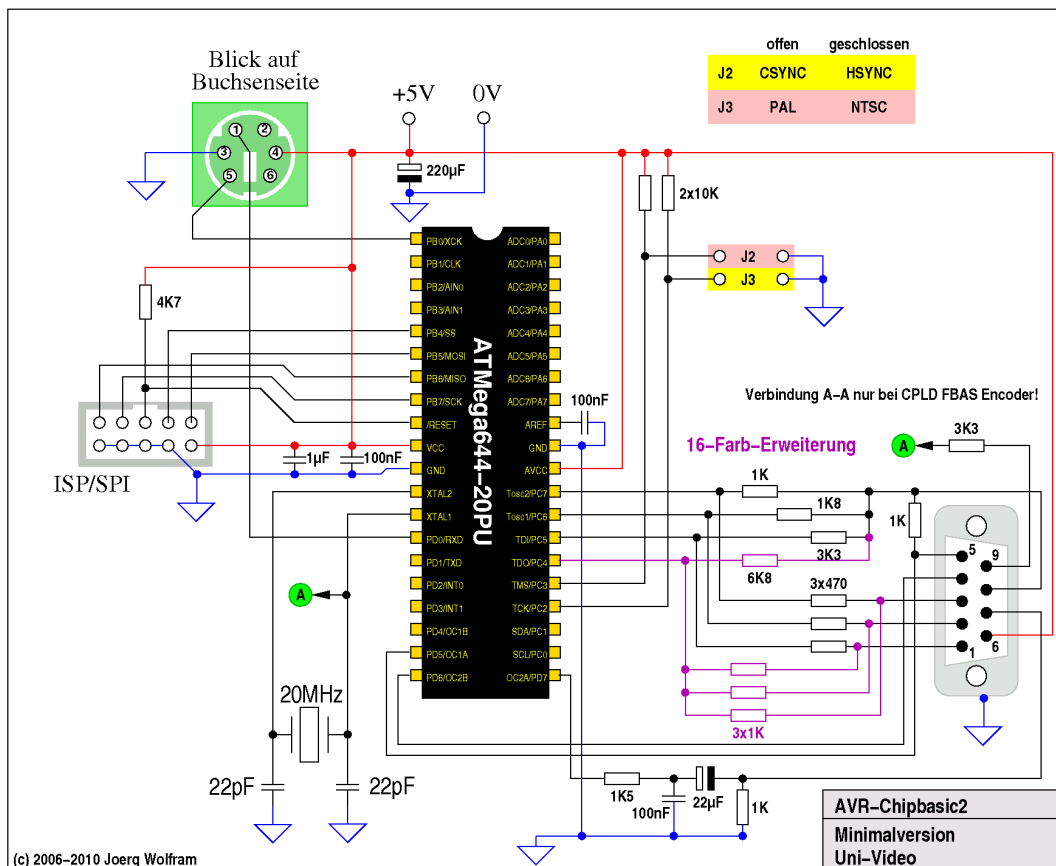 offen geschlossen
J2 CSYNC HSYNC
J3 PAL NTSC
Blick auf
Buchsenseite
+5V 0V
1 2
3 4
5 6
220µF
2x10K
J2
J3
4K7
ISP/SPI
1µF
100nF
100nF
ATMega644-20PU
PB0/XCK
PB1/CLK
PB2/AIN0
PB3/AIN1
PB4/SS
PB5/MOSI
PB6/MISO
PB7/SCK
/RESET
VCC
GND
XTAL2
XTAL1
PD0/RXD
PD1/TXD
PD2/INT0
PD3/INT1
PD4/OC1B
PD5/OC1A
PD6/OC2B
ADC0/PA0
ADC1/PA1
ADC2/PA2
ADC3/PA3
ADC4/PA4
ADC5/PA5
ADC6/PA6
ADC7/PA7
AREF
GND
AVCC
Tosc2/PC7
Tosc1/PC6
TDI/PC5
TDO/PC4
TMS/PC3
TCK/PC2
SDA/PC1
SCL/PC0
OC2A/PD7
Verbindung A-A nur bei CPLD FBAS Encoder!
16-Farb-Erweiterung
A
3K3
1K
1K8
1K
3K3
6K8
3x470
3x1K
5
9
1
6
A
20MHz
22pF
22pF
1K5
100nF
22µF
1K
AVR-Chipbasic2
Minimalversion
Uni-Video
(c) 2006-2010 Joerg Wolfram